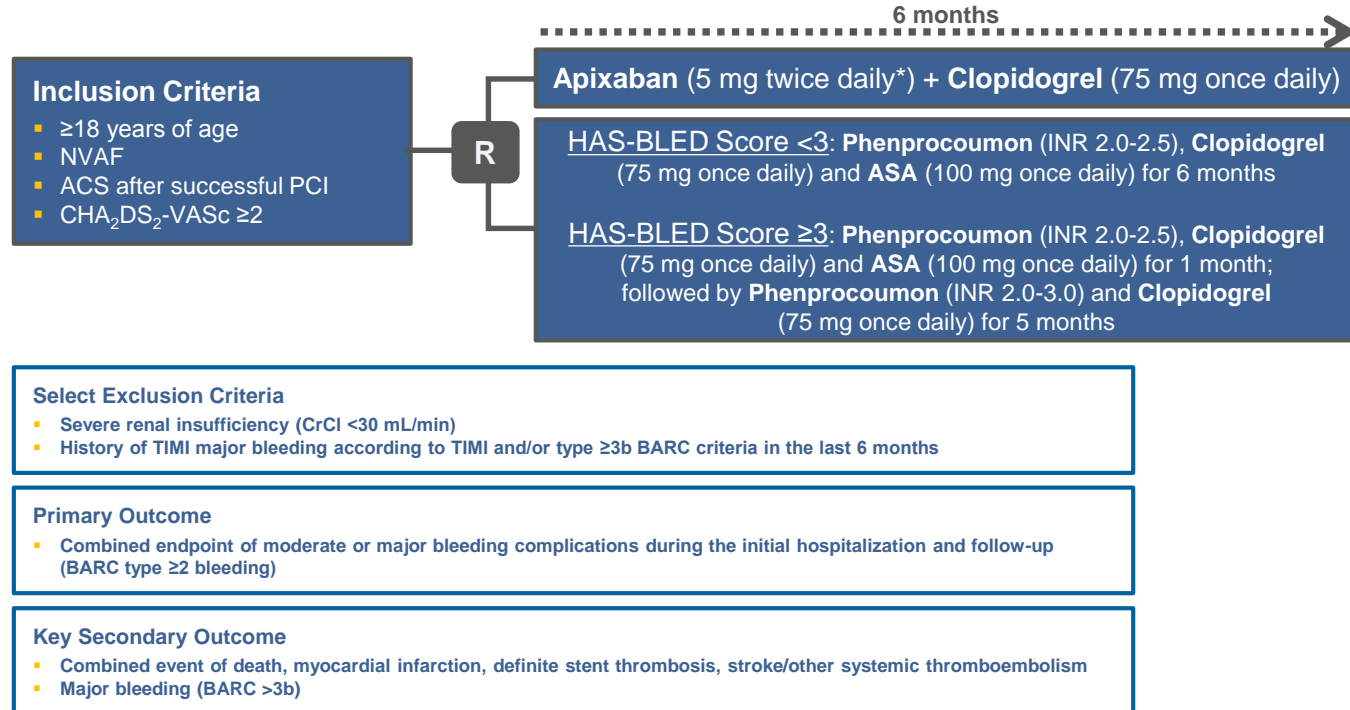 6 months
Inclusion Criteria
▪ ≥18 years of age
▪ NVAF
▪ ACS after successful PCI
▪ CHA₂DS₂-VASc ≥2
R
Apixaban (5 mg twice daily*) + Clopidogrel (75 mg once daily)
HAS-BLED Score <3: Phenprocoumon (INR 2.0-2.5), Clopidogrel
(75 mg once daily) and ASA (100 mg once daily) for 6 months
HAS-BLED Score ≥3: Phenprocoumon (INR 2.0-2.5), Clopidogrel
(75 mg once daily) and ASA (100 mg once daily) for 1 month;
followed by Phenprocoumon (INR 2.0-3.0) and Clopidogrel
(75 mg once daily) for 5 months
Select Exclusion Criteria
▪ Severe renal insufficiency (CrCl <30 mL/min)
▪ History of TIMI major bleeding according to TIMI and/or type ≥3b BARC criteria in the last 6 months
Primary Outcome
▪ Combined endpoint of moderate or major bleeding complications during the initial hospitalization and follow-up
(BARC type ≥2 bleeding)
Key Secondary Outcome
▪ Combined event of death, myocardial infarction, definite stent thrombosis, stroke/other systemic thromboembolism
▪ Major bleeding (BARC >3b)